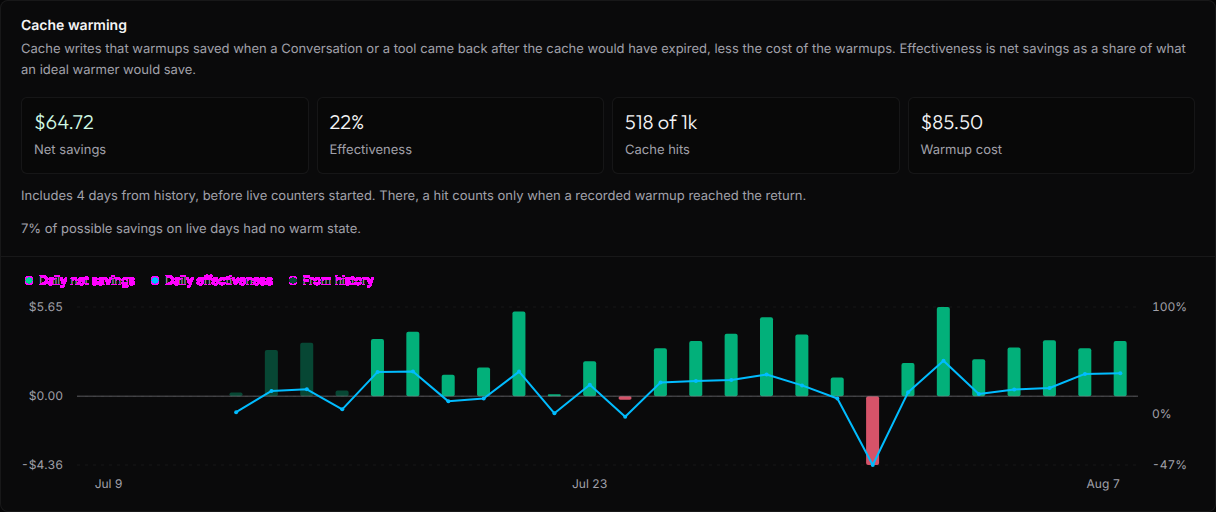 Cache warming
Cache writes that warmups saved when a Conversation or a tool came back after the cache would have expired, less the cost of the warmups. Effectiveness is net savings as a share of what
an ideal warmer would save.
$64.72
Net savings
22%
Effectiveness
518 of 1k
Cache hits
$85.50
Warmup cost
Includes 4 days from history, before live counters started. There, a hit counts only when a recorded warmup reached the return.
7% of possible savings on live days had no warm state.
Daily net savings Daily effectiveness From history
$5.65 100%
$0.00
0%
-$4.36 -47%
Jul 9 Jul 23 Aug 7